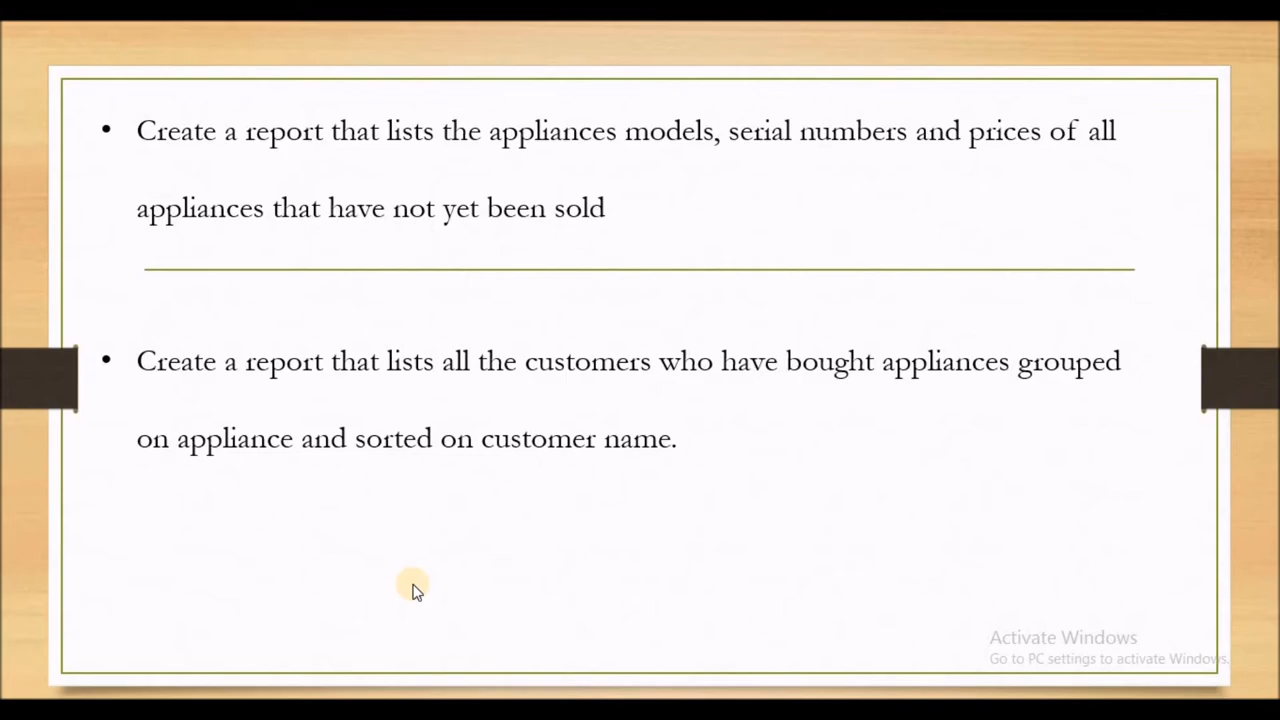 • Create a report that lists the appliances models, serial numbers and prices of all
appliances that have not yet been sold
• Create a report that lists all the customers who have bought appliances grouped
on appliance and sorted on customer name.
Activate Windows
Go to PC settings to activate Windows.